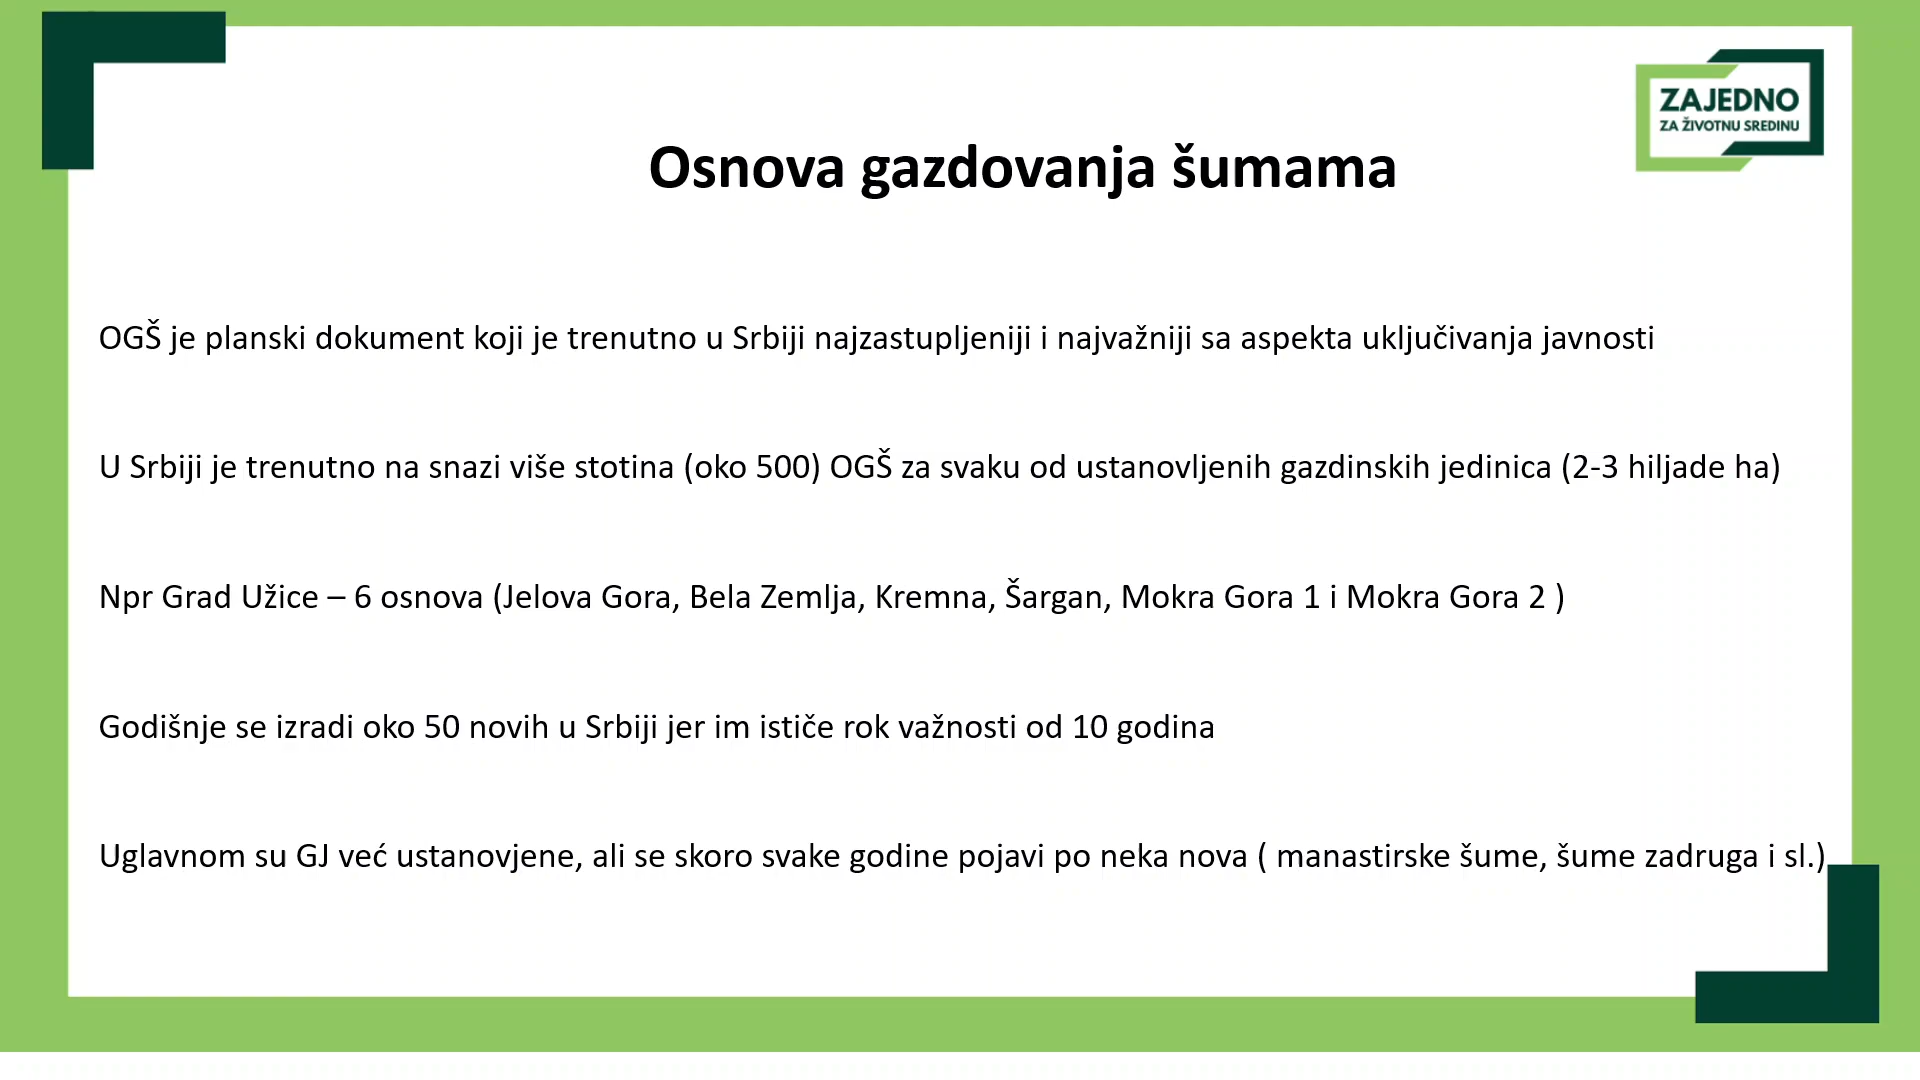 ZAJEDNO
ZA ŽIVOTNU SREDINU
Osnova gazdovanja šumama
OGŠ je planski dokument koji je trenutno u Srbiji najzastupljeniji i najvažniji sa aspekta uključivanja javnosti
U Srbiji je trenutno na snazi više stotina (oko 500) OGŠ za svaku od ustanovljenih gazdinskih jedinica (2-3 hiljade ha)
Npr Grad Užice – 6 osnova (Jelova Gora, Bela Zemlja, Kremna, Šargan, Mokra Gora 1 i Mokra Gora 2 )
Godišnje se izradi oko 50 novih u Srbiji jer im ističe rok važnosti od 10 godina
Uglavnom su GJ već ustanovjene, ali se skoro svake godine pojavi po neka nova ( manastirske šume, šume zadruga i sl.)